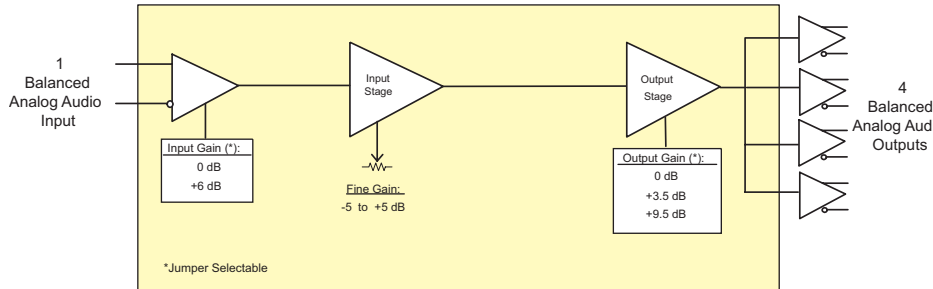 1
Balanced
Analog Audio
Input
Input Gain (*):
0 dB
+6 dB
Input
Stage
Fine Gain:
-5 to +5 dB
Output
Stage
Output Gain (*):
0 dB
+3.5 dB
+9.5 dB
4
Balanced
Analog Aud
Outputs
*Jumper Selectable